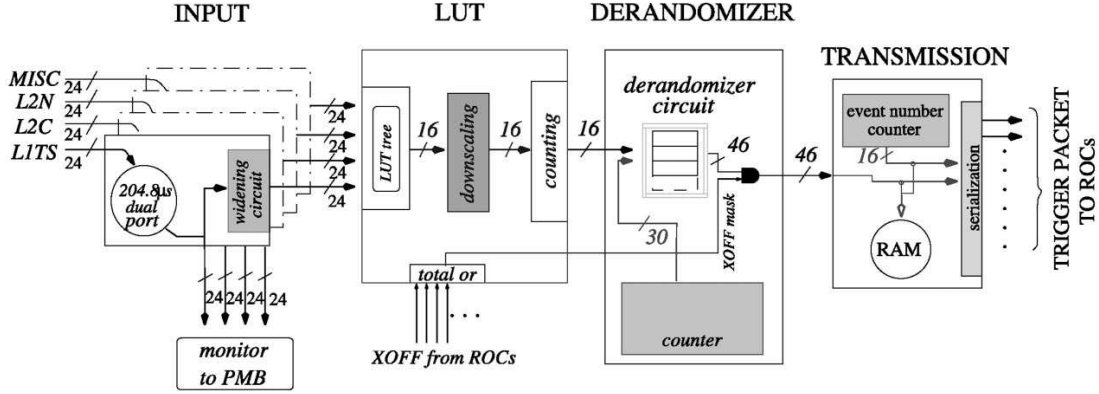 INPUT
LUT
DERANDOMIZER
TRANSMISSION
MISC
24
L2N
24
L2C
24
L1TS
24
204.8µs
dual
port
widening
circuit
24
24
24
24
24
24
24
24
monitor
to PMB
LUT tree
16
downscaling
16
counting
16
total or
. . .
XOFF from ROCs
derandomizer
circuit
46
30
XOFF mask
counter
46
event number
counter
16
RAM
serialization
TRIGGER PACKET
TO ROCs